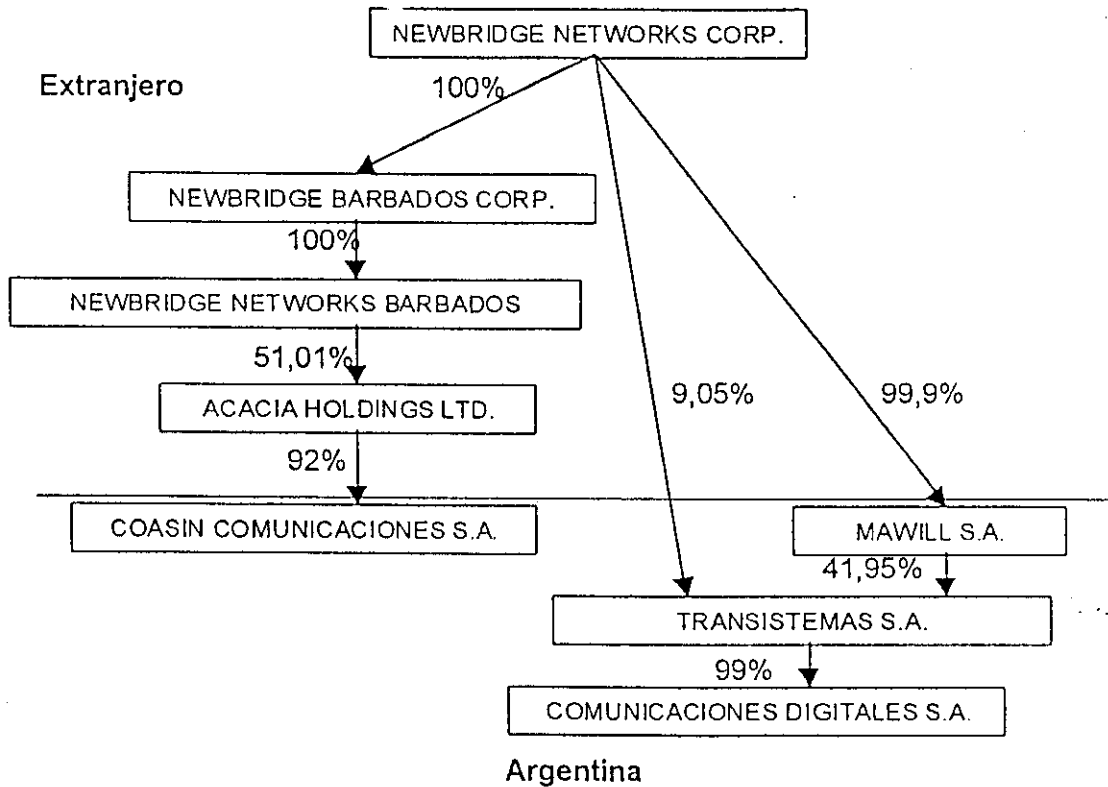 NEWBRIDGE NETWORKS CORP.
Extranjero
100%
NEWBRIDGE BARBADOS CORP.
100%
NEWBRIDGE NETWORKS BARBADOS
51,01%
ACACIA HOLDINGS LTD.
9,05%
99,9%
92%
COASIN COMUNICACIONES S.A.
MAWILL S.A.
41,95%
TRANSISTEMAS S.A.
99%
COMUNICACIONES DIGITALES S.A.
Argentina